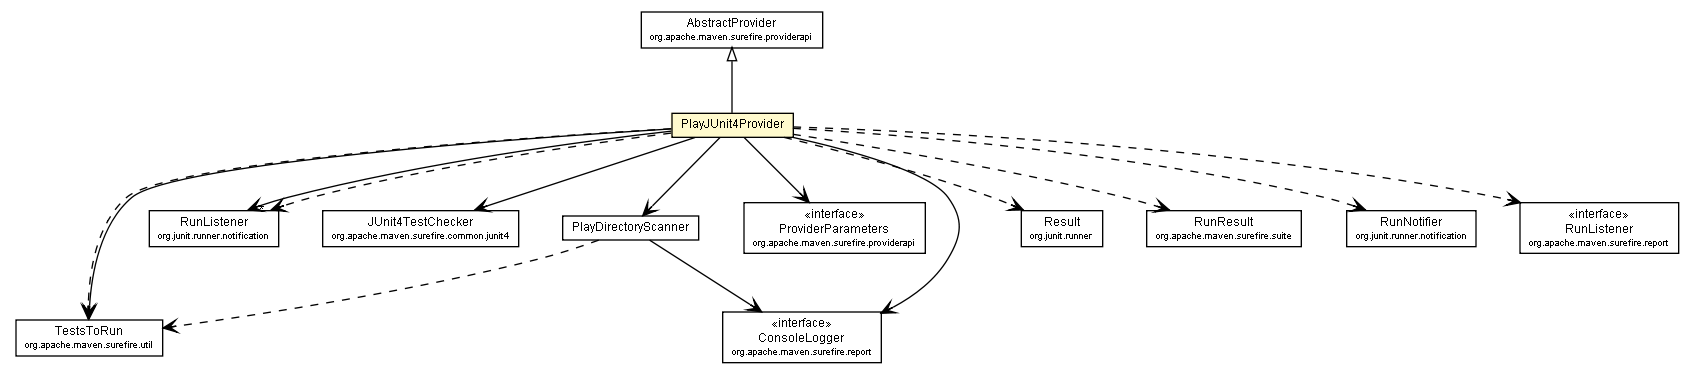 AbstractProvider
org.apache.maven.surefire.providerapi
PlayJUnit4Provider
RunListener
org.junit.runner.notification
JUnit4TestChecker
org.apache.maven.surefire.common.junit4
PlayDirectoryScanner
«interface»
ProviderParameters
org.apache.maven.surefire.providerapi
Result
org.junit.runner
RunResult
org.apache.maven.surefire.suite
RunNotifier
org.junit.runner.notification
«interface»
RunListener
org.apache.maven.surefire.report
TestsToRun
org.apache.maven.surefire.util
«interface»
ConsoleLogger
org.apache.maven.surefire.report